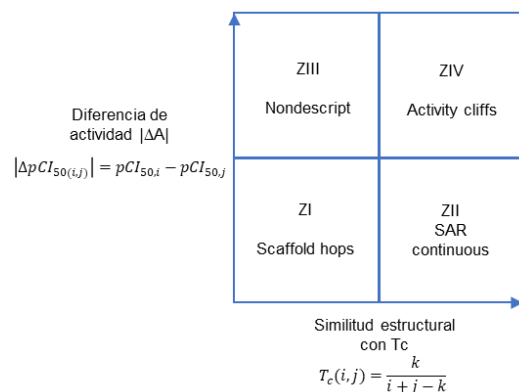 ZIII
Nondescript
ZIV
Activity cliffs
Diferencia de
actividad |ΔA|
|ΔpCI₅₀₍ᵢ,ⱼ₎| = pCI₅₀,ᵢ − pCI₅₀,ⱼ
ZI
Scaffold hops
ZII
SAR
continuous
Similitud estructural
con Tc
T꜀(i, j) = k / (i + j − k)